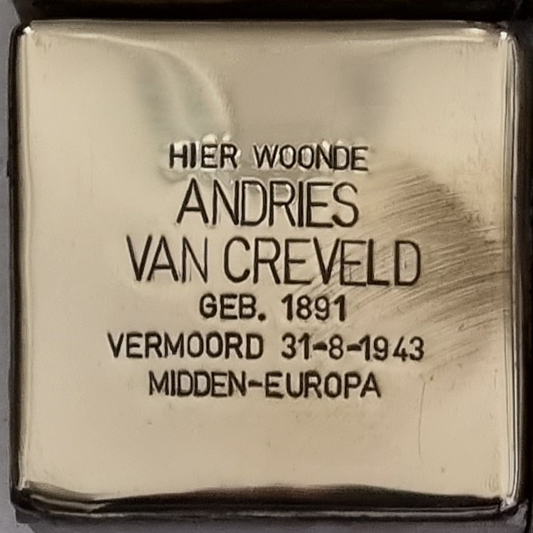 HIER WOONDE
ANDRIES
VAN CREVELD
GEB. 1891
VERMOORD 31-8-1943
MIDDEN-EUROPA